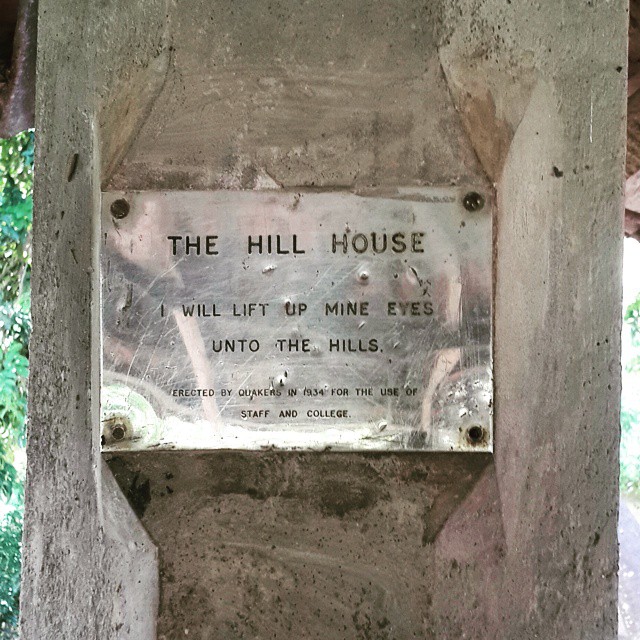 THE HILL HOUSE
I WILL LIFT UP MINE EYES
UNTO THE HILLS,
ERECTED BY QUAKERS IN 1934 FOR THE USE OF
STAFF AND COLLEGE.